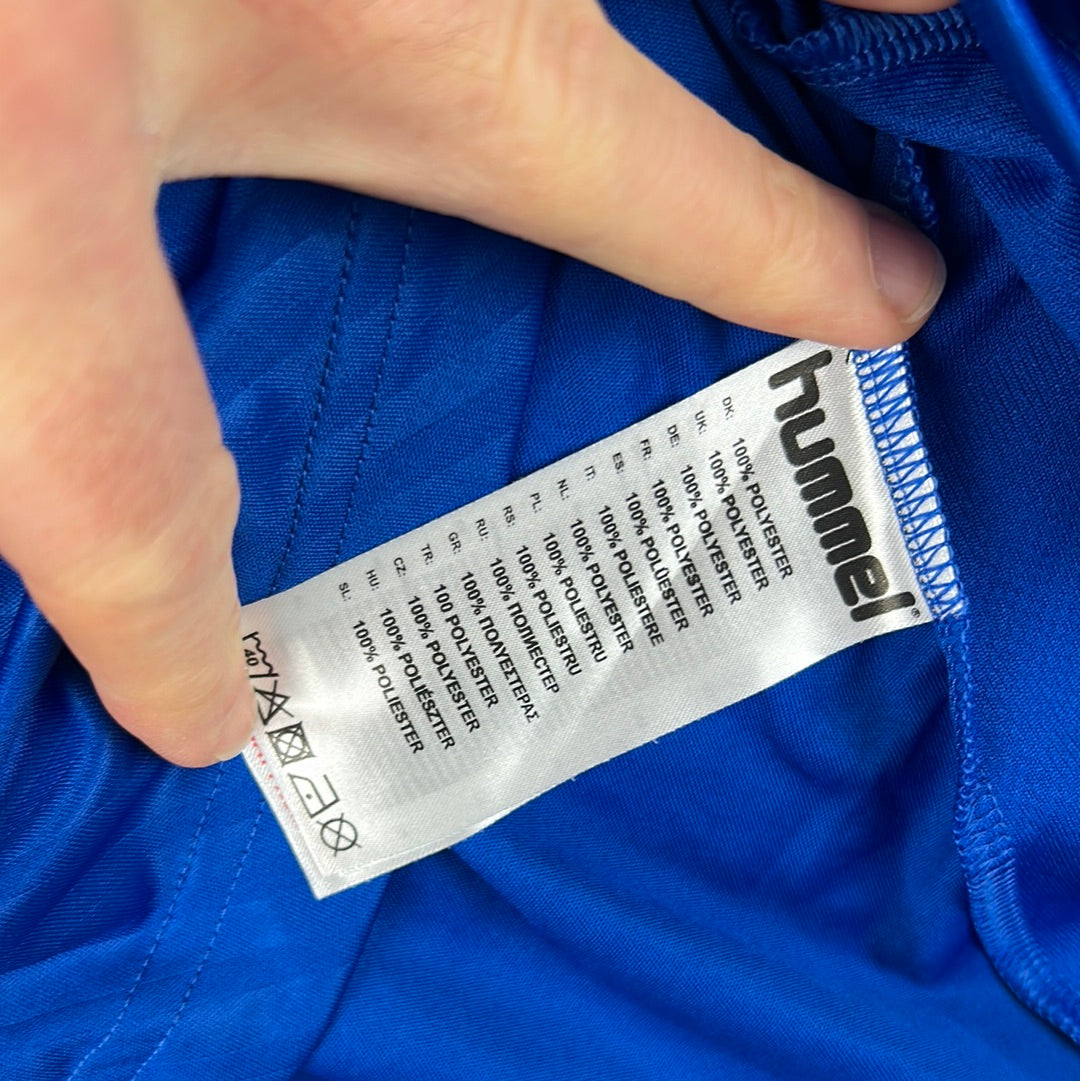 hummel®
DK: 100% POLYESTER
UK: 100% POLYESTER
DE: 100% POLYESTER
FR: 100% POLYESTER
ES: 100% POLÚESTER
IT: 100% POLIESTERE
NL: 100% POLYESTER
PL: 100% POLIESTRU
RS: 100% POLIESTRU
RU: 100% ПОЛИЕСТЕР
GR: 100% ΠΟΛΥΕΣΤΕΡΑΣ
TR: 100 POLYESTER
CZ: 100% POLYESTER
HU: 100% POLIÉSZTER
SL: 100% POLIESTER
40